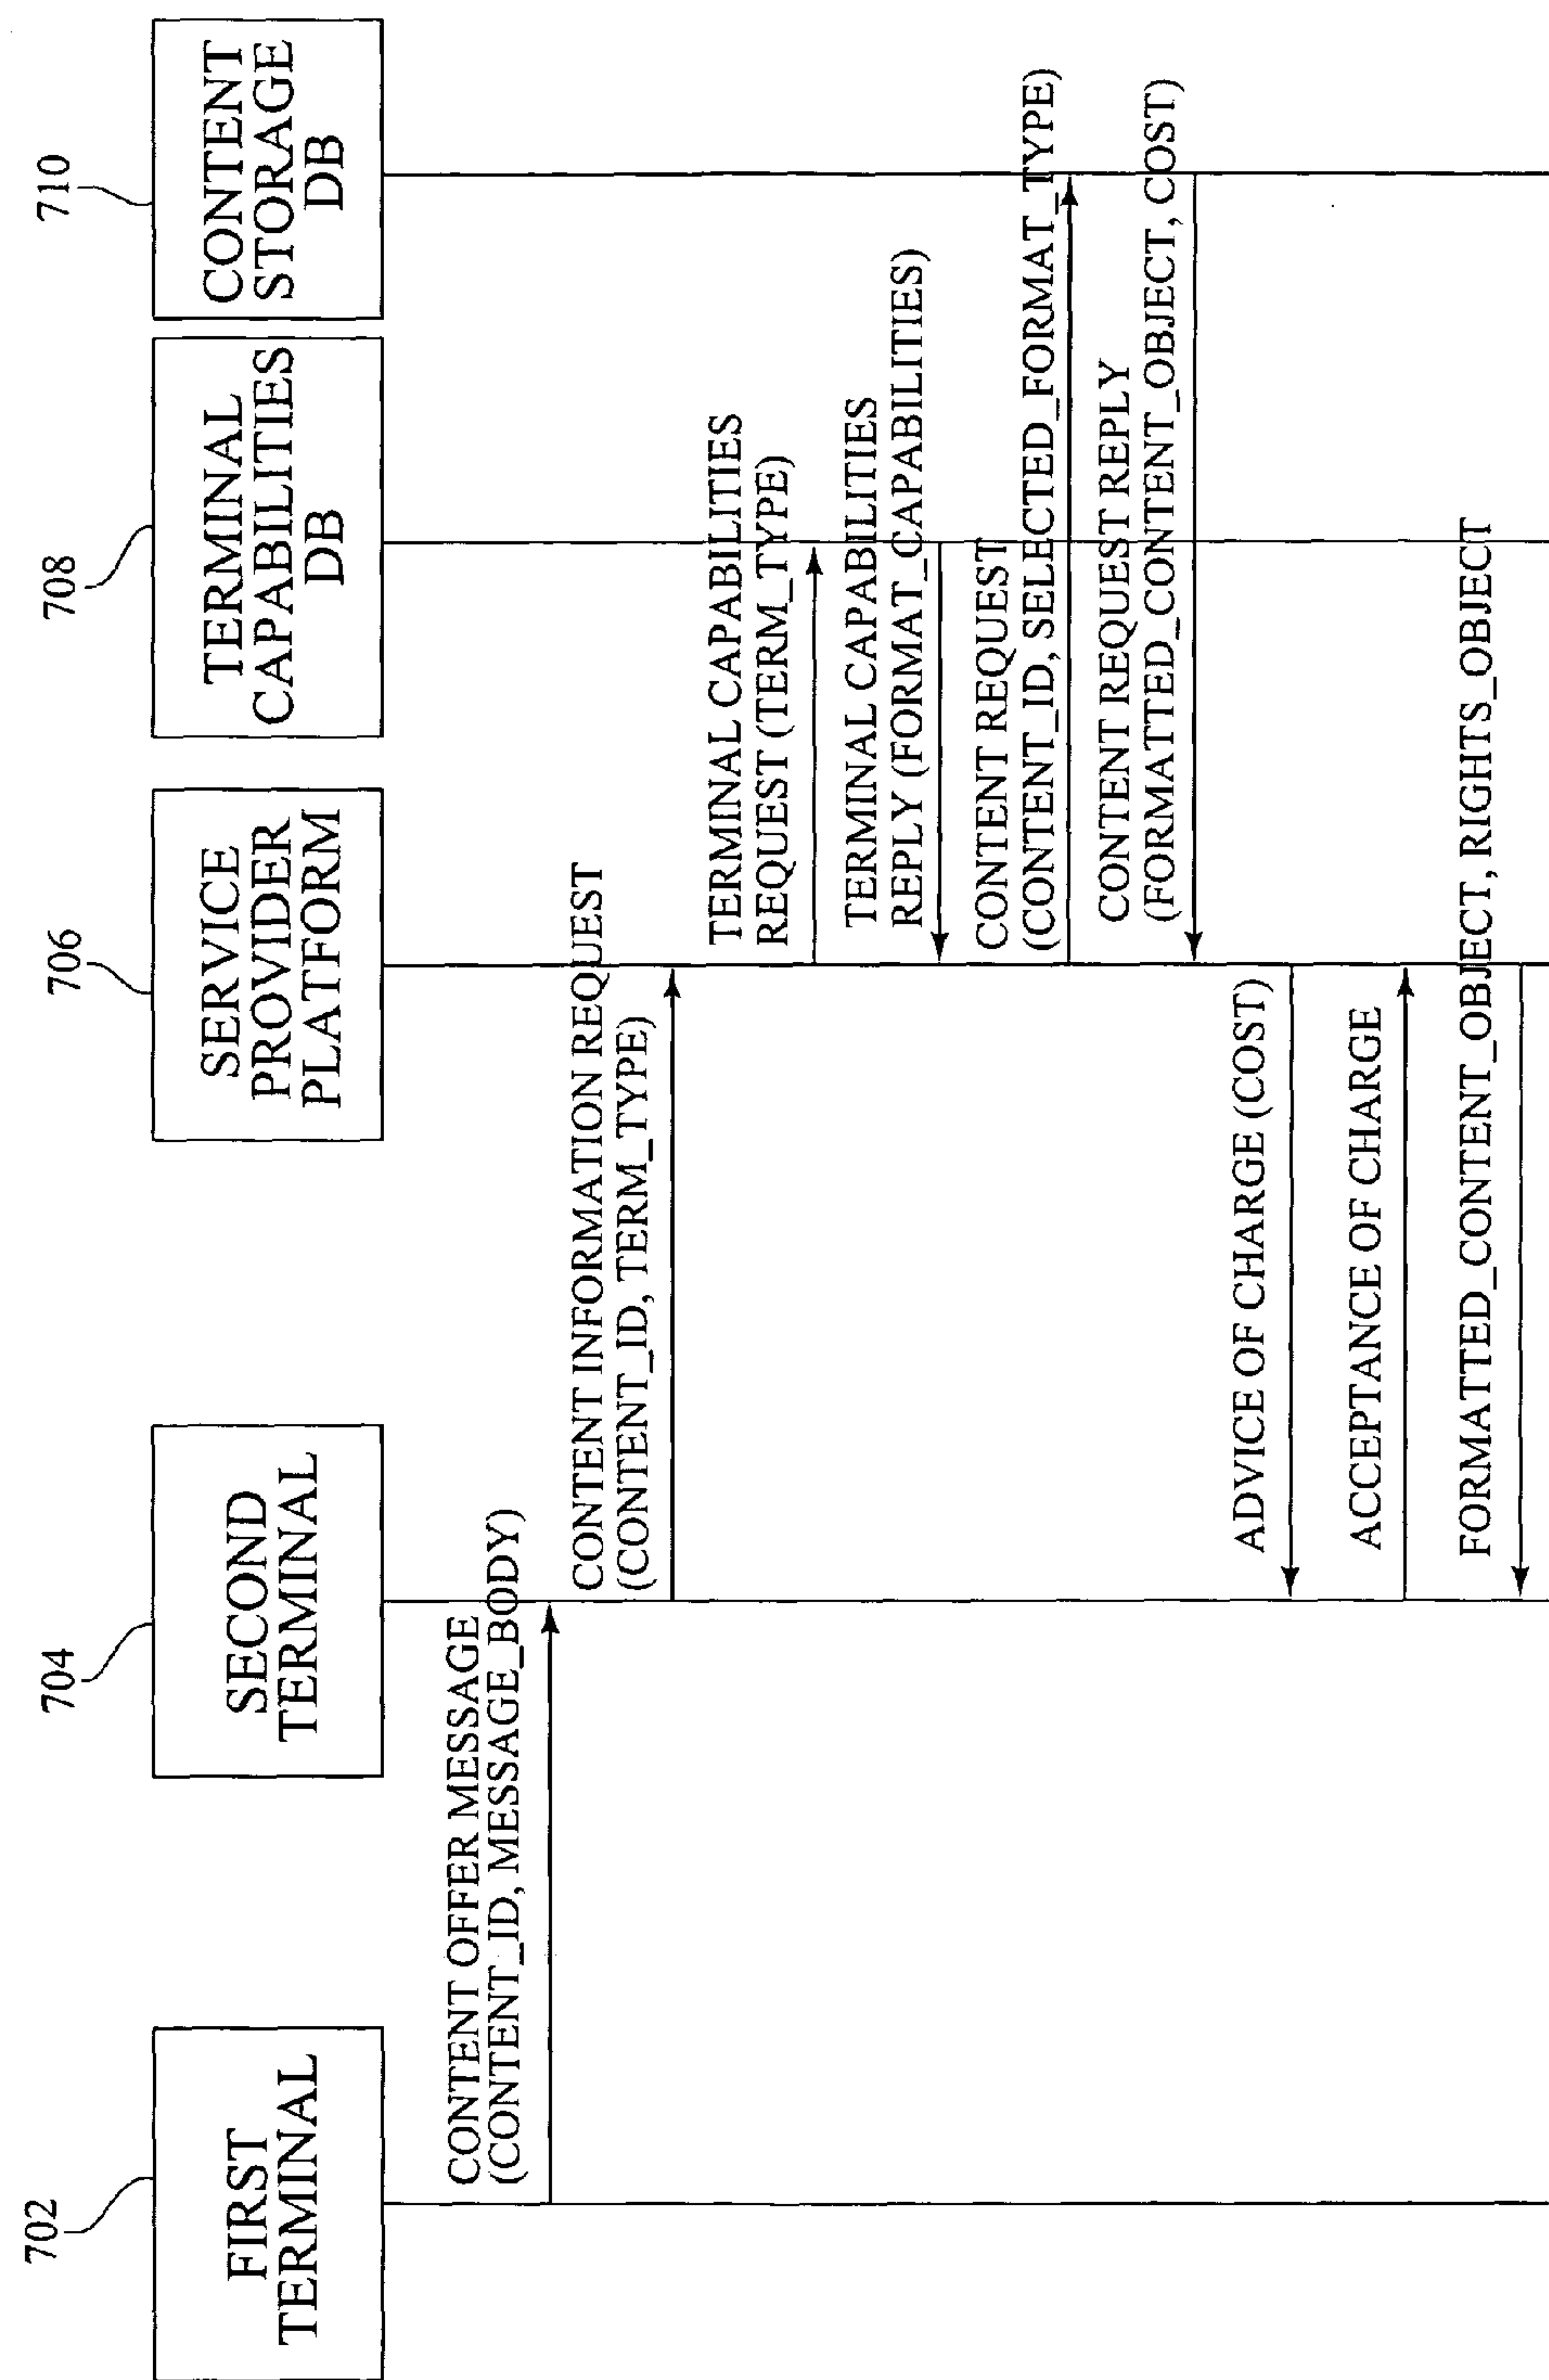 702
FIRST
TERMINAL
704
SECOND
TERMINAL
706
SERVICE
PROVIDER
PLATFORM
708
TERMINAL
CAPABILITIES
DB
710
CONTENT
STORAGE
DB
CONTENT OFFER MESSAGE
(CONTENT_ID, MESSAGE_BODY)
CONTENT INFORMATION REQUEST
(CONTENT_ID, TERM_TYPE)
TERMINAL CAPABILITIES
REQUEST (TERM_TYPE)
TERMINAL CAPABILITIES
REPLY (FORMAT_CAPABILITIES)
CONTENT REQUEST
(CONTENT_ID, SELECTED_FORMAT_TYPE)
CONTENT REQUEST REPLY
(FORMATTED_CONTENT_OBJECT, COST)
ADVICE OF CHARGE (COST)
ACCEPTANCE OF CHARGE
FORMATTED_CONTENT_OBJECT, RIGHTS_OBJECT